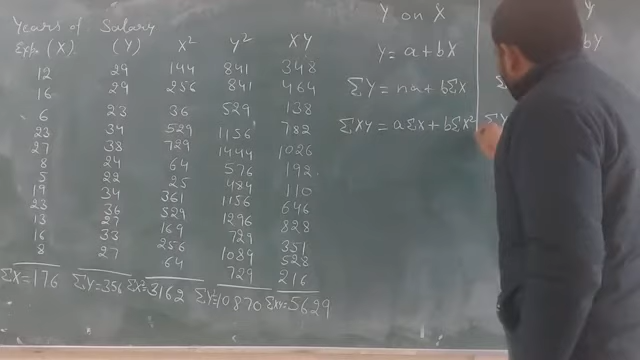 Years of Salary
Exp. (X) (Y) X² Y² XY
12 29 144 841 348
16 29 256 841 464
6 23 36 529 138
23 34 529 1156 782
27 38 729 1444 1026
8 24 64 576 192
5 22 25 484 110
19 34 361 1156 646
23 36 529 1296 828
13 27 169 729 351
16 33 256 1089 528
8 27 64 729 216
ΣX=176 ΣY=356 ΣX²=3162 ΣY²=10870 ΣXY=5629
Y on X
Y = a + bX
ΣY = na + bΣX
ΣXY = aΣX + bΣX²
Y
bY